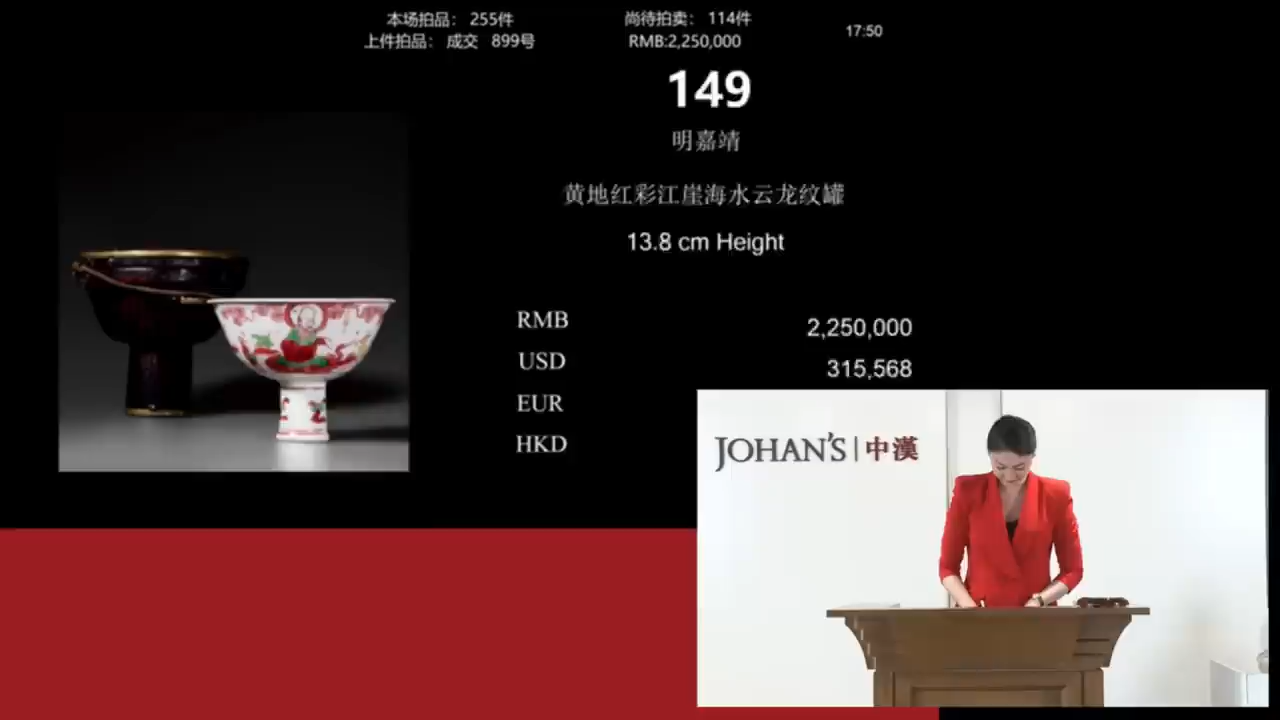 本场拍品： 255件
尚待拍卖： 114件
上件拍品： 成交 899号
RMB:2,250,000
17:50
149
明嘉靖
黄地红彩江崖海水云龙纹罐
13.8 cm Height
RMB 2,250,000
USD 315,568
EUR
HKD
JOHAN'S | 中漢